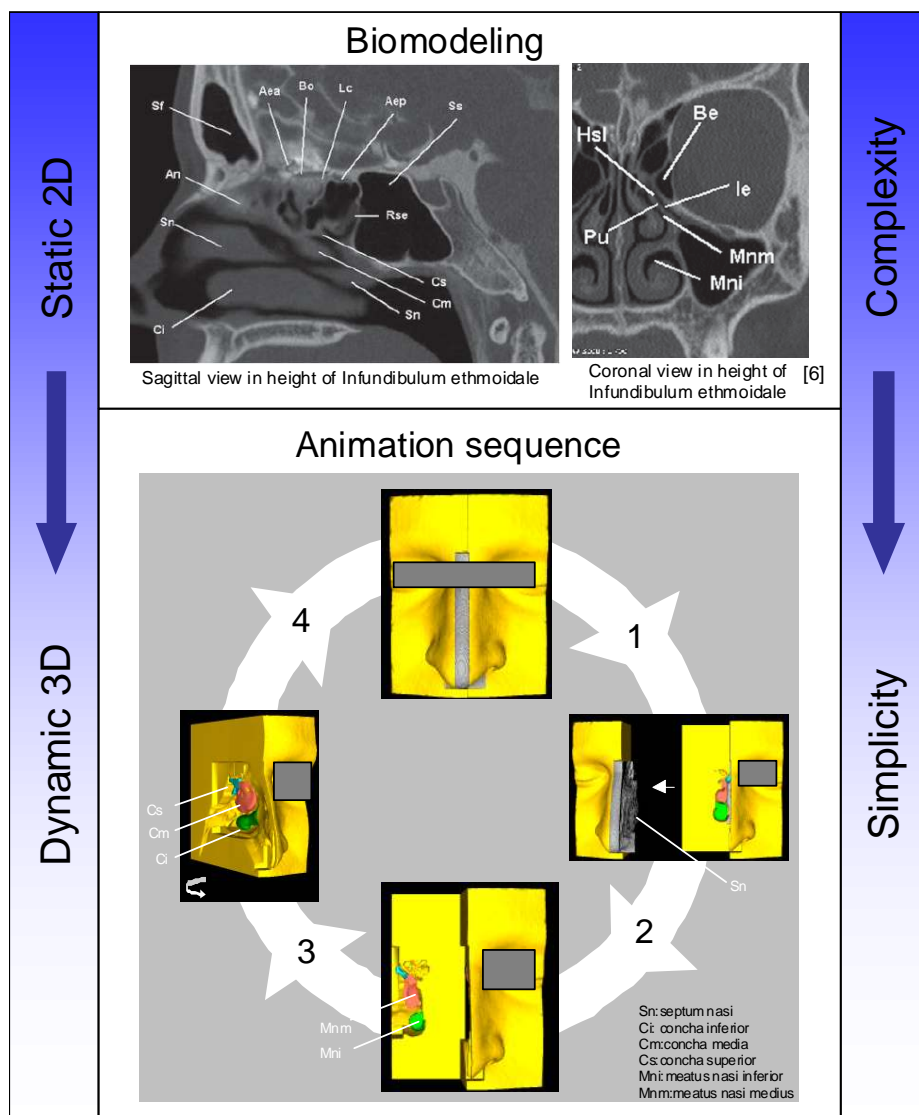 Biomodeling
Static 2D
Dynamic 3D
Complexity
Simplicity
Sf
Aea
Bo
Lc
Aep
Ss
An
Sn
Rse
Cs
Cm
Sn
Ci
2
Hsl
Be
Ie
Pu
Mnm
Mni
Sagittal view in height of Infundibulum ethmoidale
Coronal view in height of
Infundibulum ethmoidale
[6]
Animation sequence
4
1
Cs
Cm
Ci
Sn
3
2
Mnm
Mni
Sn:septum nasi
Ci: concha inferior
Cm:concha media
Cs:concha superior
Mni:meatus nasi inferior
Mnm:meatus nasi medius